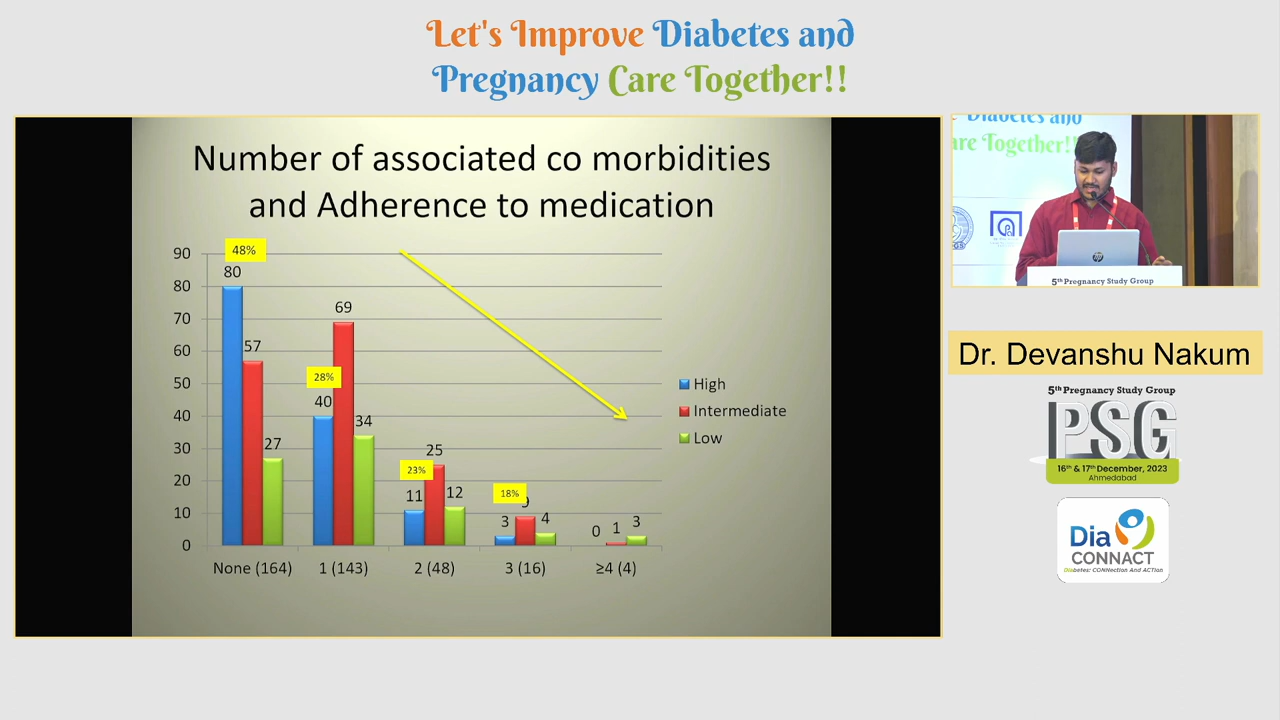 Let's Improve Diabetes and
Pregnancy Care Together!!
Number of associated co morbidities
and Adherence to medication
90
80
70
60
50
40
30
20
10
0
48%
80
57
27
28%
40
69
34
23%
11
25
12
18%
3
9
4
0
1
3
None (164)
1 (143)
2 (48)
3 (16)
≥4 (4)
High
Intermediate
Low
Diabetes and
are Together!!
hp
5th Pregnancy Study Group
Dr. Devanshu Nakum
5th Pregnancy Study Group
PSG
16th & 17th December, 2023
Ahmedabad
Dia
CONNACT
Diabetes: CONNection And ACTion